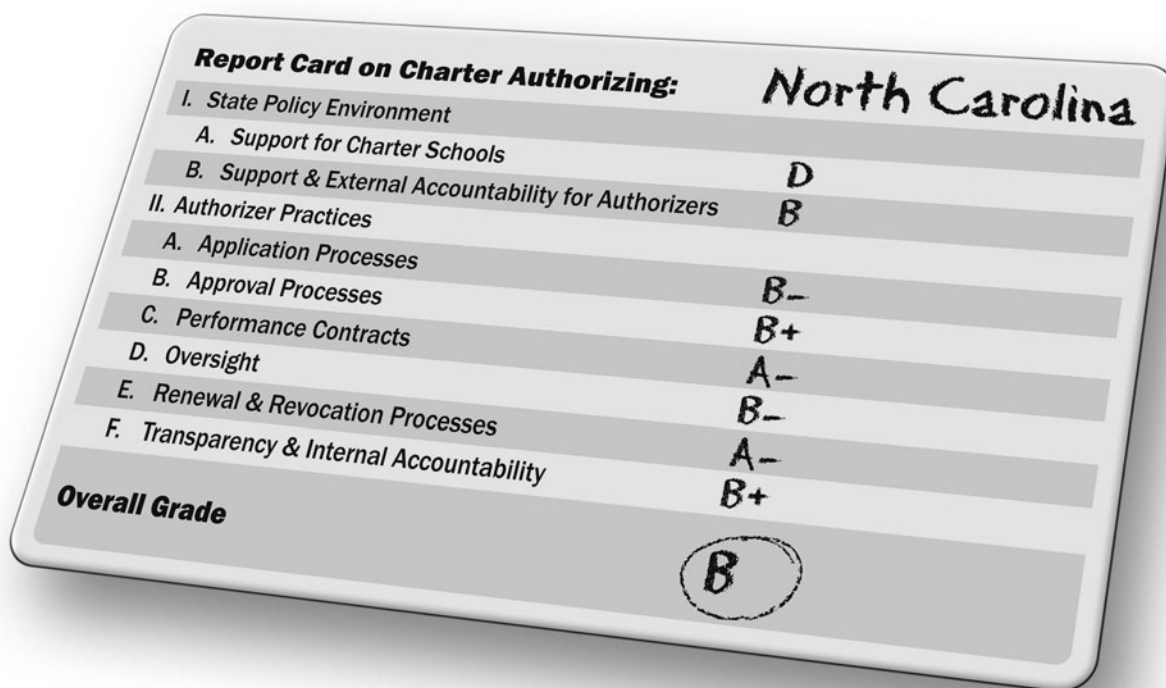 Report Card on Charter Authorizing: North Carolina
I. State Policy Environment
A. Support for Charter Schools D
B. Support & External Accountability for Authorizers B
II. Authorizer Practices
A. Application Processes B-
B. Approval Processes B+
C. Performance Contracts A-
D. Oversight B-
E. Renewal & Revocation Processes A-
F. Transparency & Internal Accountability B+
Overall Grade B